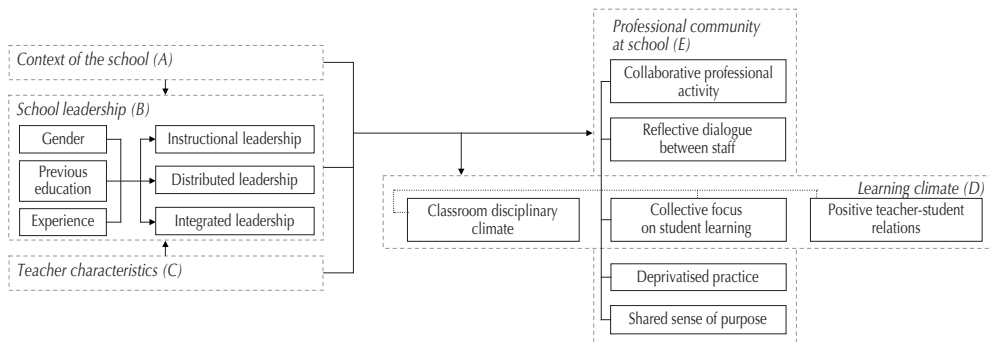 Context of the school (A)
School leadership (B)
Gender
Previous
education
Experience
Instructional leadership
Distributed leadership
Integrated leadership
Teacher characteristics (C)
Professional community
at school (E)
Collaborative professional
activity
Reflective dialogue
between staff
Learning climate (D)
Classroom disciplinary
climate
Collective focus
on student learning
Positive teacher-student
relations
Deprivatised practice
Shared sense of purpose